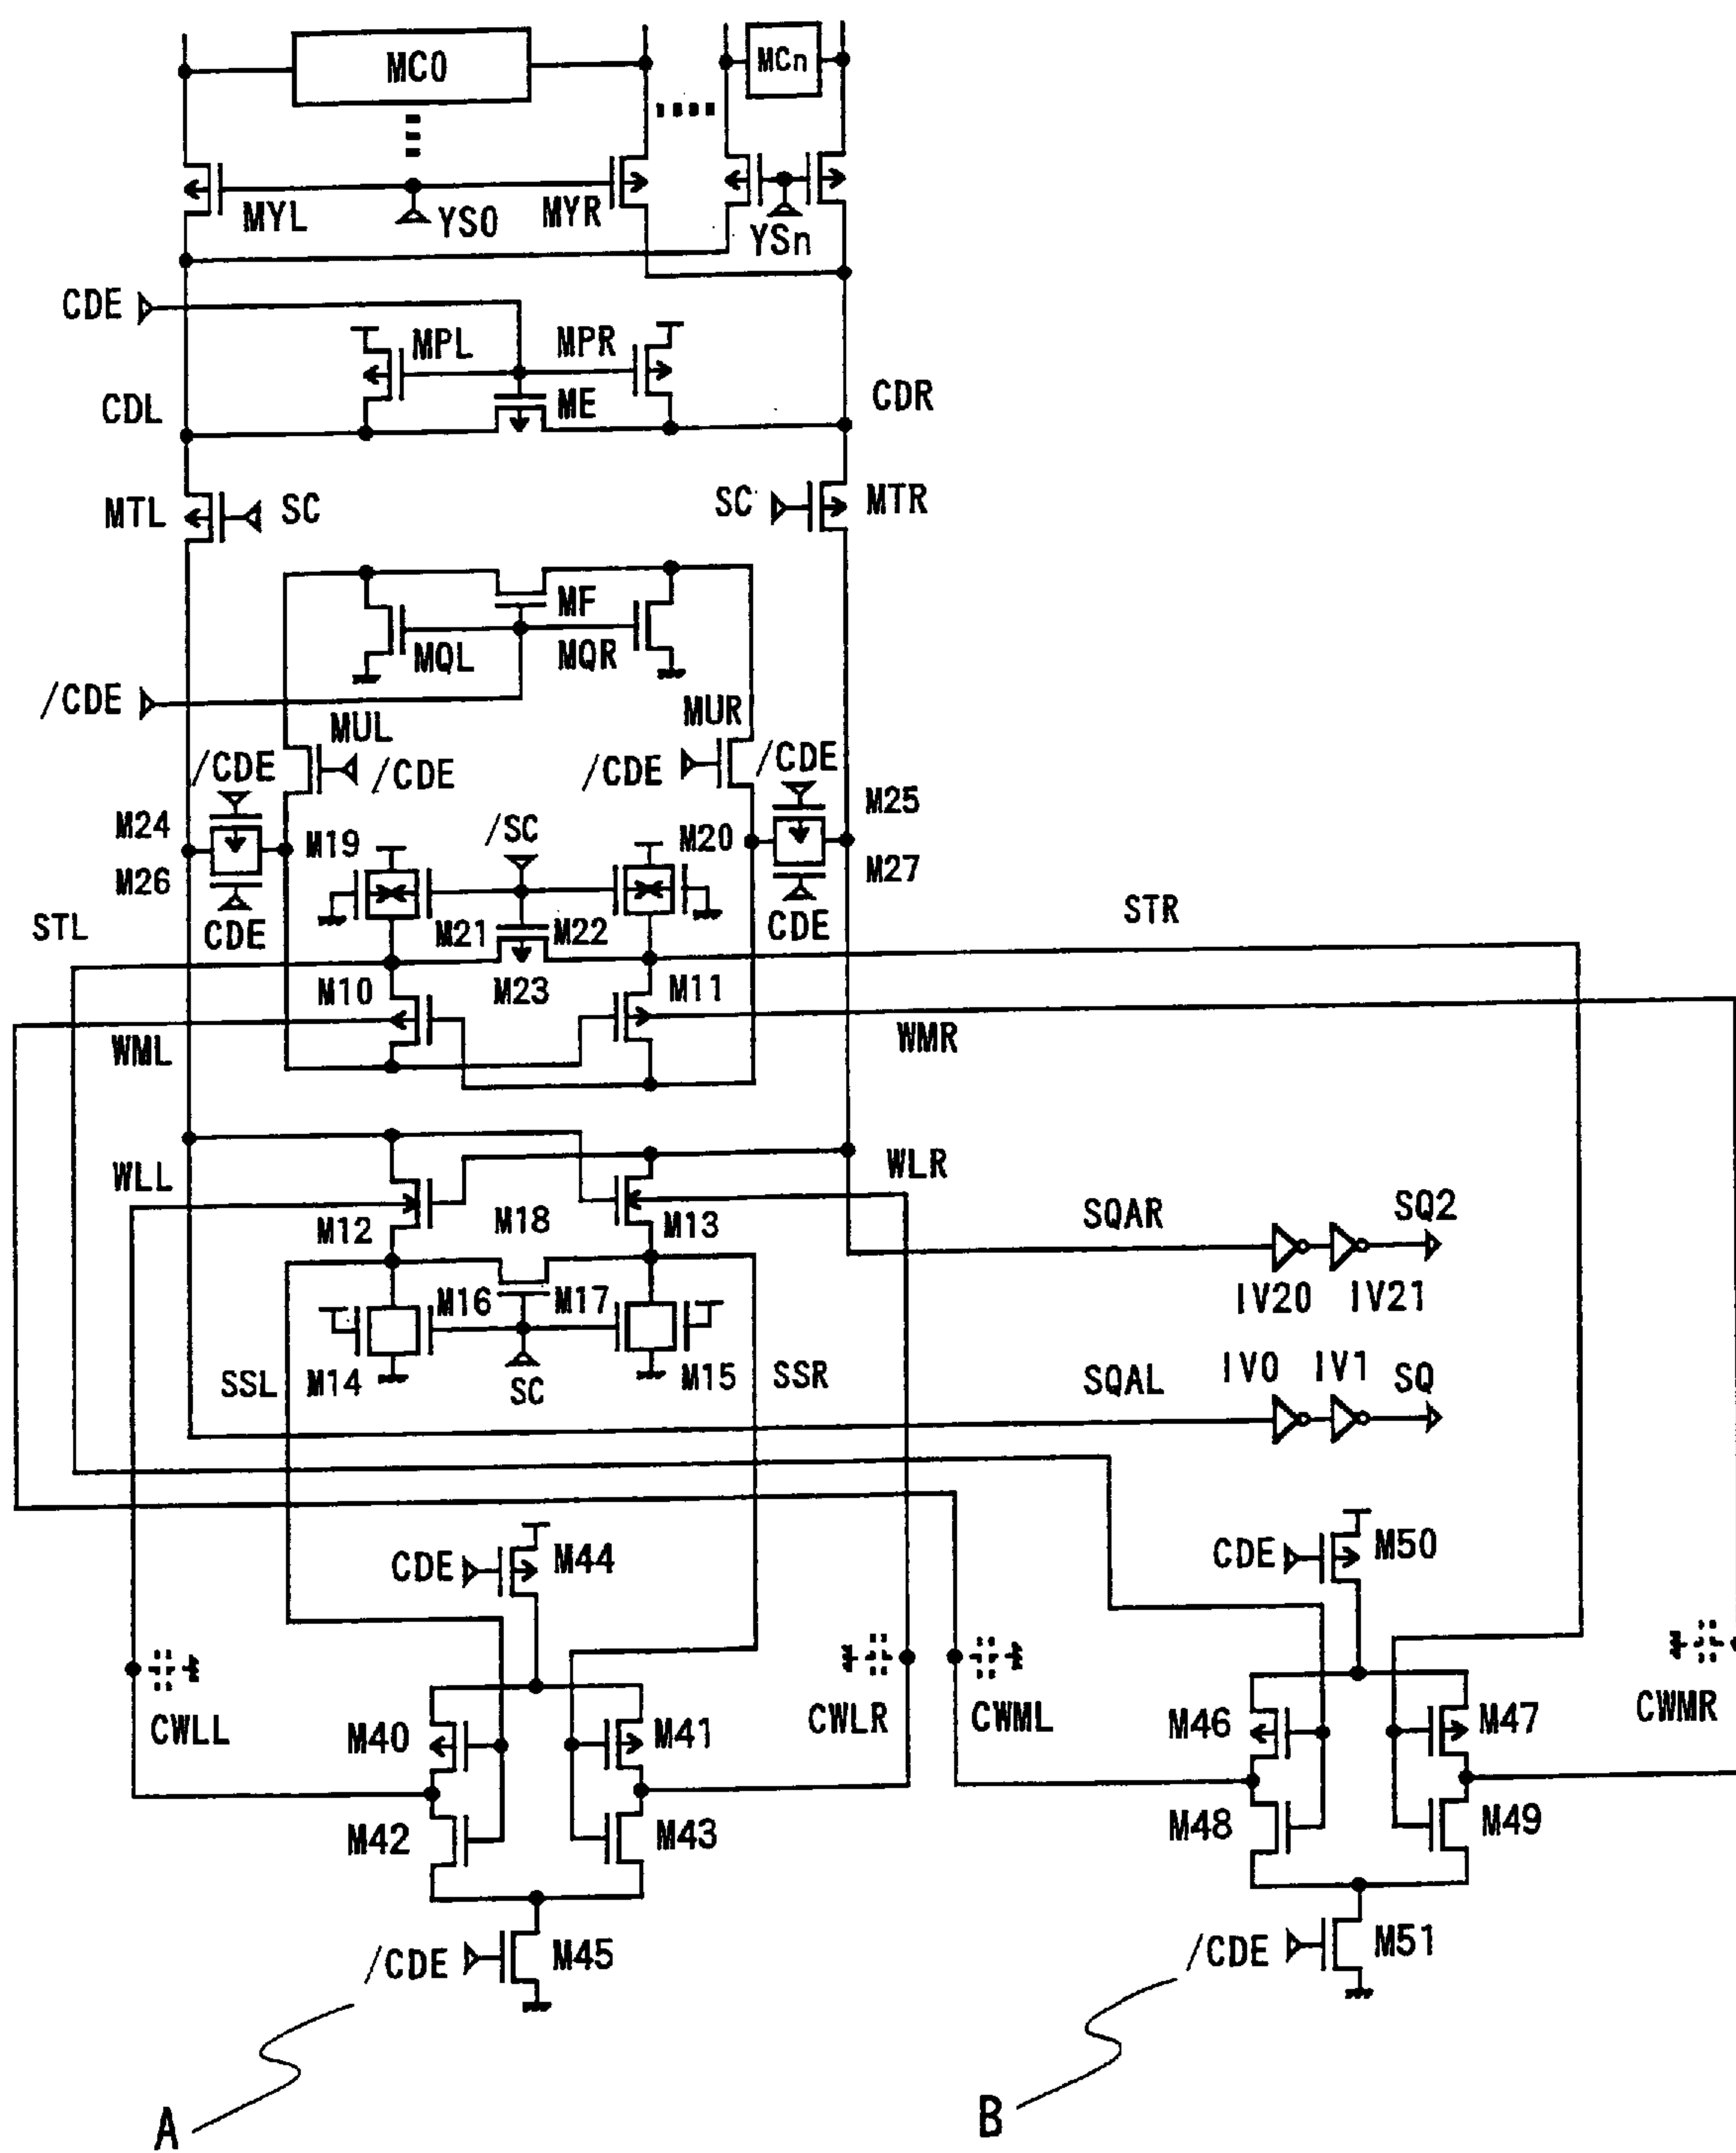 MC0
MCn
MYL
YS0
MYR
YSn
CDE
MPL
MPR
CDL
ME
CDR
MTL
SC
SC
MTR
MF
MQL
MQR
/CDE
MUL
MUR
/CDE
/CDE
/CDE
/CDE
M24
M19
/SC
M20
M25
M26
M27
STL
CDE
M21
M22
CDE
STR
M10
M23
M11
WML
WMR
WLL
WLR
M12
M18
M13
SQAR
SQ2
M16
M17
IV20
IV21
SSL
M14
SC
M15
SSR
SQAL
IV0
IV1
SQ
CDE
M44
CDE
M50
CWLL
M40
M41
CWLR
CWML
M46
M47
CWMR
M42
M43
M48
M49
/CDE
M45
/CDE
M51
A
B